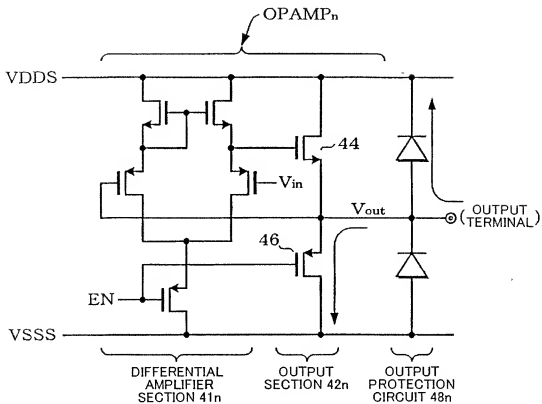 OPAMPn
VDDS
44
Vin
Vout
(OUTPUT TERMINAL)
46
EN
VSSS
DIFFERENTIAL
AMPLIFIER
SECTION 41n
OUTPUT
SECTION 42n
OUTPUT
PROTECTION
CIRCUIT 48n